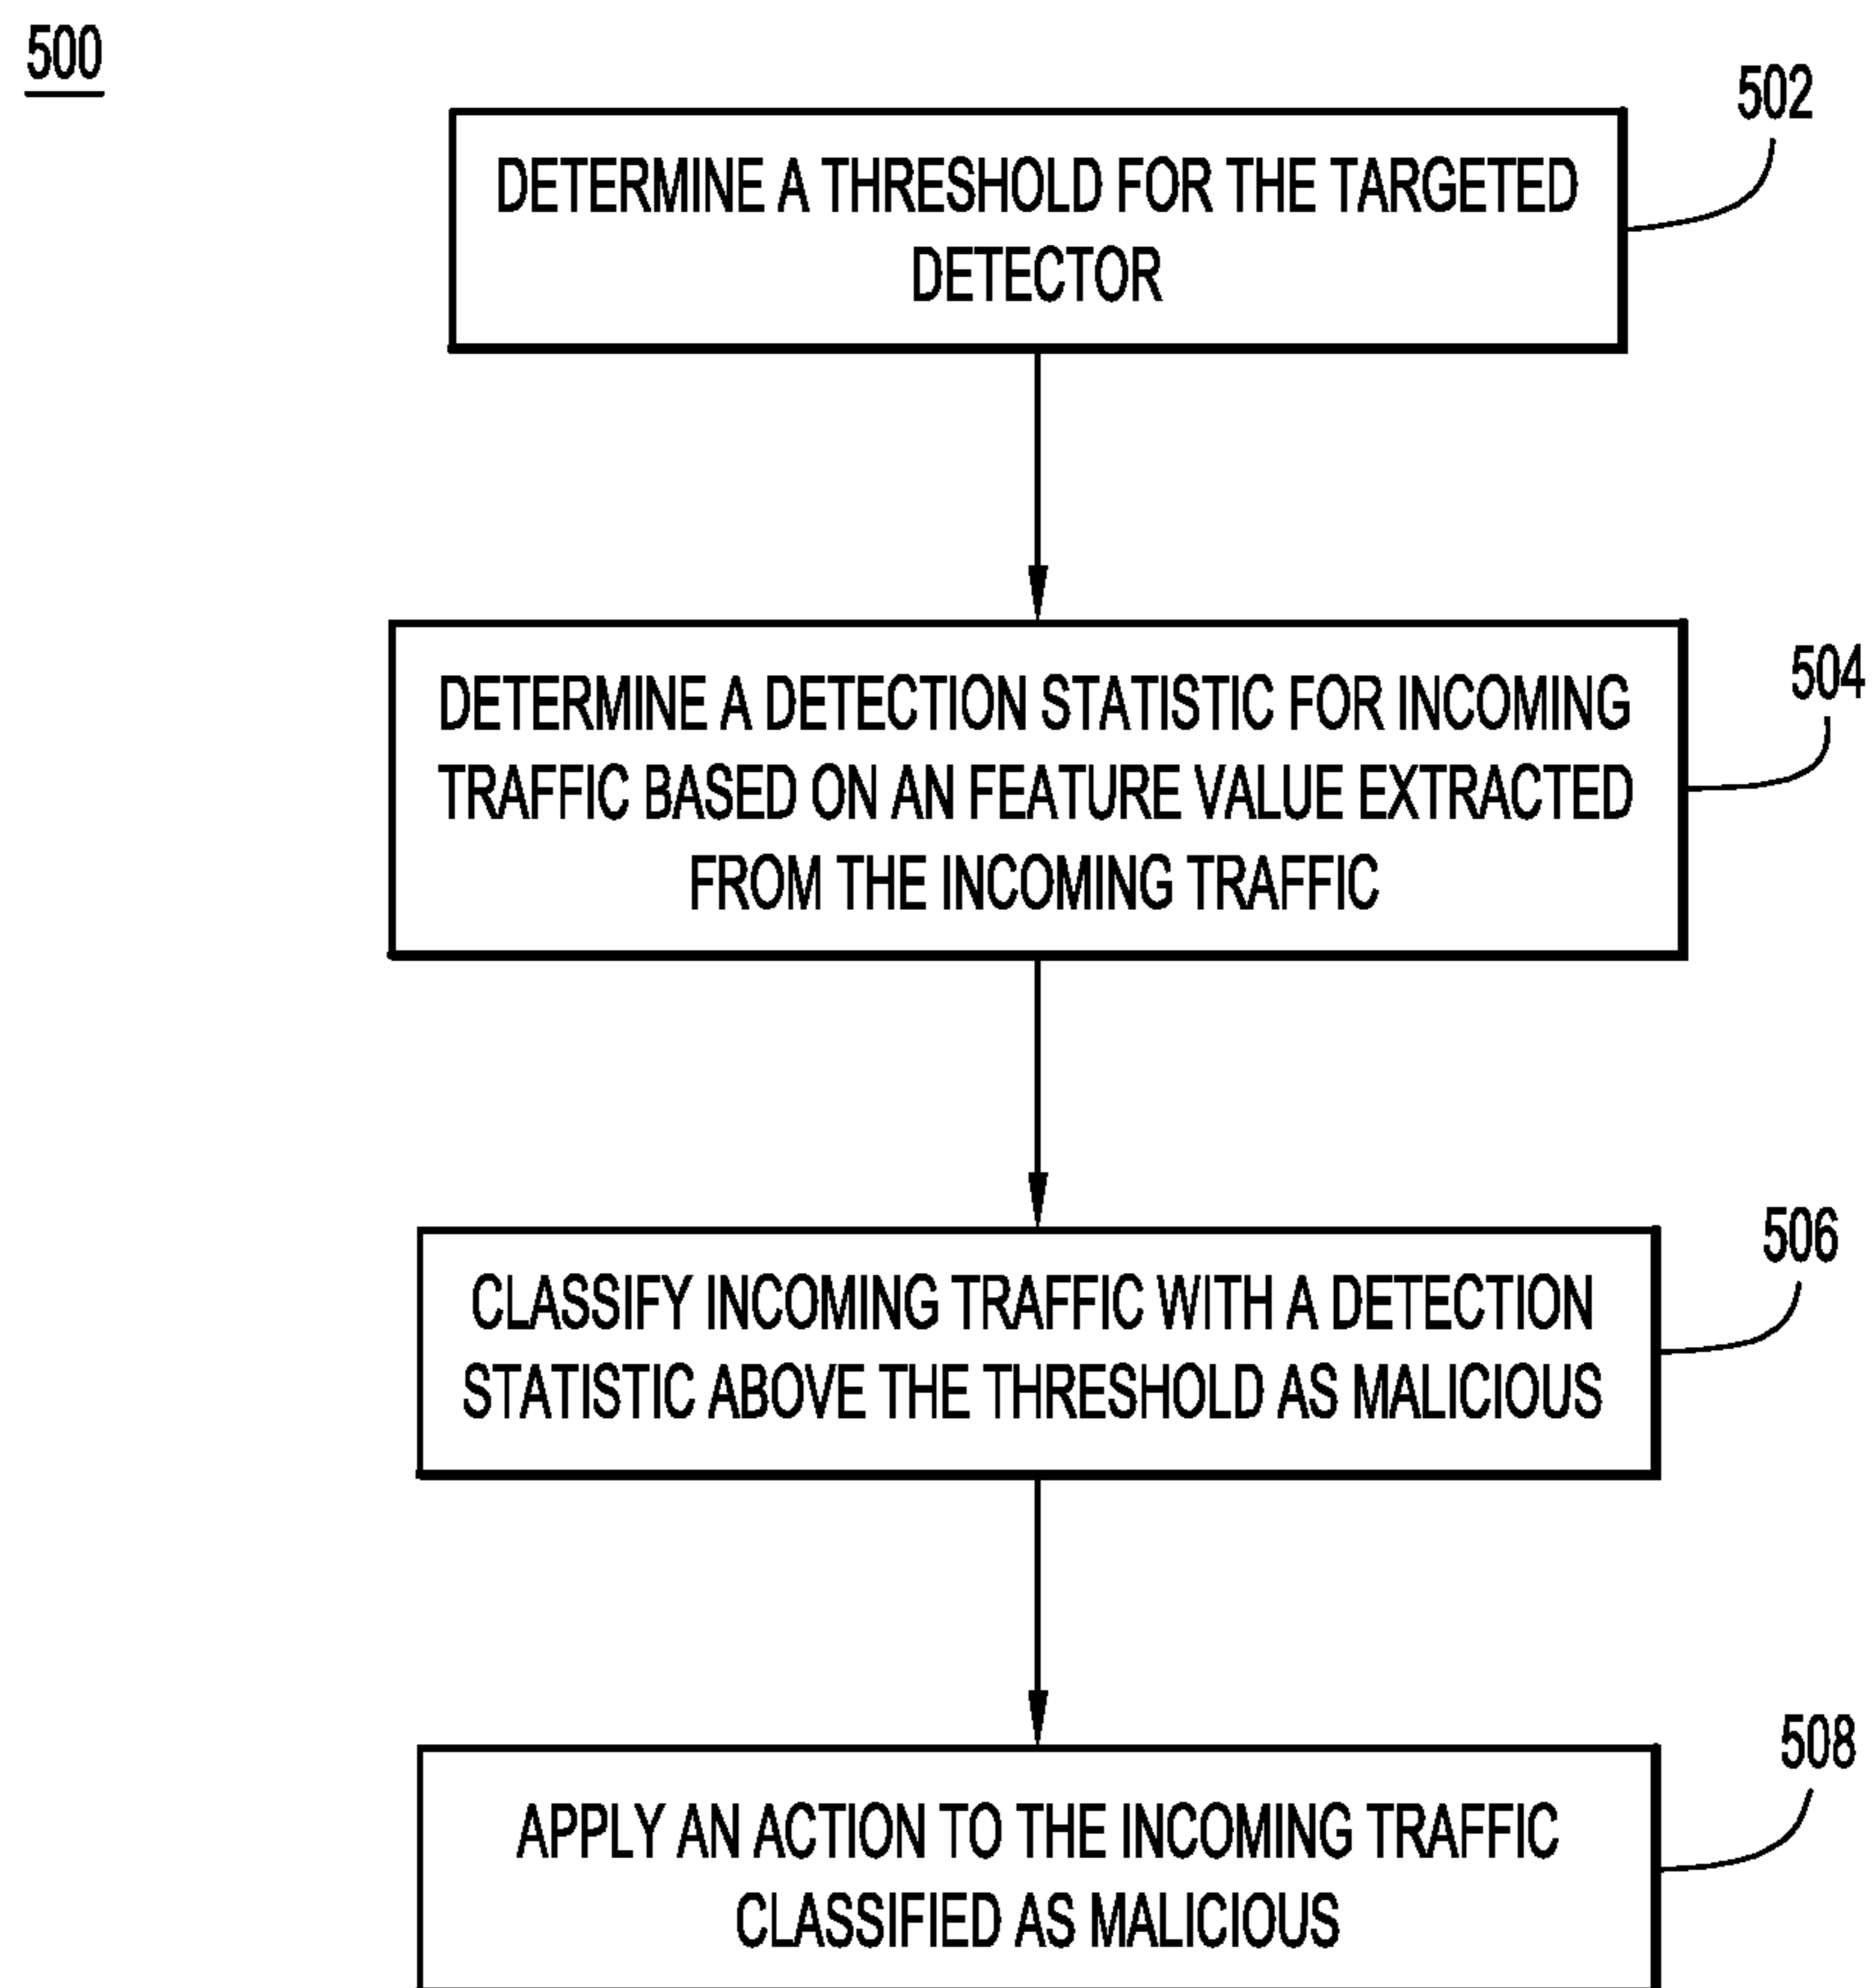 500
502
DETERMINE A THRESHOLD FOR THE TARGETED
DETECTOR
504
DETERMINE A DETECTION STATISTIC FOR INCOMING
TRAFFIC BASED ON AN FEATURE VALUE EXTRACTED
FROM THE INCOMING TRAFFIC
506
CLASSIFY INCOMING TRAFFIC WITH A DETECTION
STATISTIC ABOVE THE THRESHOLD AS MALICIOUS
508
APPLY AN ACTION TO THE INCOMING TRAFFIC
CLASSIFIED AS MALICIOUS